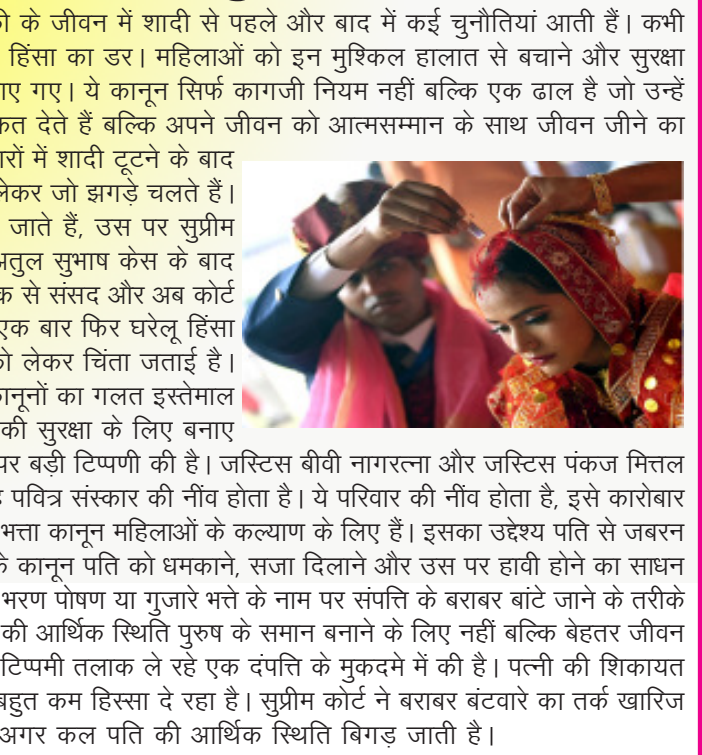 के जीवन में शादी से पहले और बाद में कई चुनौतियां आती हैं। कभी
हिंसा का डर। महिलाओं को इन मुश्किल हालात से बचाने और सुरक्षा
गए। ये कानून सिर्फ कागजी नियम नहीं बल्कि एक ढाल है जो उन्हें
देते हैं बल्कि अपने जीवन को आत्मसम्मान के साथ जीवन जीने का
में शादी टूटने के बाद
लेकर जो झगड़े चलते हैं।
जाते हैं, उस पर सुप्रीम
अतुल सुभाष केस के बाद
से संसद और अब कोर्ट
एक बार फिर घरेलू हिंसा
लेकर चिंता जताई है।
कानूनों का गलत इस्तेमाल
की सुरक्षा के लिए बनाए
पर बड़ी टिप्पणी की है। जस्टिस बीवी नागरत्ना और जस्टिस पंकज मित्तल
पवित्र संस्कार की नींव होता है। ये परिवार की नींव होता है, इसे कारोबार
भत्ता कानून महिलाओं के कल्याण के लिए हैं। इसका उद्देश्य पति से जबरन
के कानून पति को धमकाने, सजा दिलाने और उस पर हावी होने का साधन
भरण पोषण या गुजारे भत्ते के नाम पर संपत्ति के बराबर बांटे जाने के तरीके
की आर्थिक स्थिति पुरुष के समान बनाने के लिए नहीं बल्कि बेहतर जीवन
टिप्पमी तलाक ले रहे एक दंपत्ति के मुकदमे में की है। पत्नी की शिकायत
बहुत कम हिस्सा दे रहा है। सुप्रीम कोर्ट ने बराबर बंटवारे का तर्क खारिज
अगर कल पति की आर्थिक स्थिति बिगड़ जाती है।